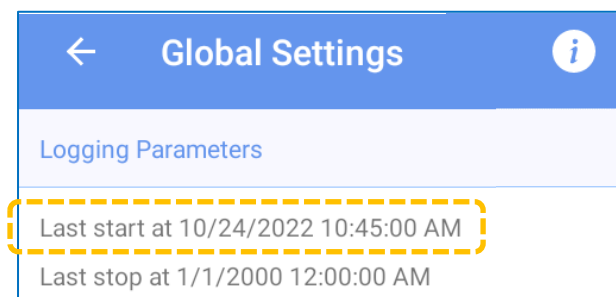 Global Settings
Logging Parameters
Last start at 10/24/2022 10:45:00 AM
Last stop at 1/1/2000 12:00:00 AM